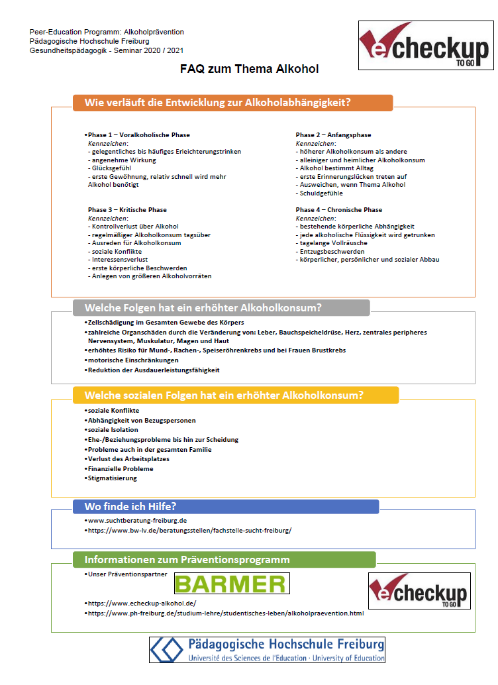 Peer-Education Programm: Alkoholprävention
Pädagogische Hochschule Freiburg
Gesundheitspädagogik - Seminar 2020 / 2021
echeckup
TO GO
FAQ zum Thema Alkohol
Wie verläuft die Entwicklung zur Alkoholabhängigkeit?
•Phase 1 – Voralkoholische Phase
Kennzeichen:
- gelegentliches bis häufiges Erleichterungstrinken
- angenehme Wirkung
- Glücksgefühl
- erste Gewöhnung, relativ schnell wird mehr
Alkohol benötigt
Phase 2 – Anfangsphase
Kennzeichen:
- höherer Alkoholkonsum als andere
- alleiniger und heimlicher Alkoholkonsum
- Alkohol bestimmt Alltag
- erste Erinnerungslücken treten auf
- Ausweichen, wenn Thema Alkohol
- Schuldgefühle
Phase 3 – Kritische Phase
Kennzeichen:
- Kontrollverlust über Alkohol
- regelmäßiger Alkoholkonsum tagsüber
- Ausreden für Alkoholkonsum
- soziale Konflikte
- Interessensverlust
- erste körperliche Beschwerden
- Anlegen von größeren Alkoholvorräten
Phase 4 – Chronische Phase
Kennzeichen:
- bestehende körperliche Abhängigkeit
- jede alkoholische Flüssigkeit wird getrunken
- tagelange Vollräusche
- Entzugsbeschwerden
- körperlicher, persönlicher und sozialer Abbau
Welche Folgen hat ein erhöhter Alkoholkonsum?
•Zellschädigung im Gesamten Gewebe des Körpers
•zahlreiche Organschäden durch die Veränderung von: Leber, Bauchspeicheldrüse, Herz, zentrales peripheres
Nervensystem, Muskulatur, Magen und Haut
•erhöhtes Risiko für Mund-, Rachen-, Speiseröhrenkrebs und bei Frauen Brustkrebs
•motorische Einschränkungen
•Reduktion der Ausdauerleistungsfähigkeit
Welche sozialen Folgen hat ein erhöhter Alkoholkonsum?
•soziale Konflikte
•Abhängigkeit von Bezugspersonen
•soziale Isolation
•Ehe-/Beziehungsprobleme bis hin zur Scheidung
•Probleme auch in der gesamten Familie
•Verlust des Arbeitsplatzes
•Finanzielle Probleme
•Stigmatisierung
Wo finde ich Hilfe?
•www.suchtberatung-freiburg.de
•https://www.bw-lv.de/beratungsstellen/fachstelle-sucht-freiburg/
Informationen zum Präventionsprogramm
•Unser Präventionspartner
BARMER
echeckup
TO GO
•https://www.echeckup-alkohol.de/
•https://www.ph-freiburg.de/studium-lehre/studentisches-leben/alkoholpraevention.html
Pädagogische Hochschule Freiburg
Université des Sciences de l'Education · University of Education